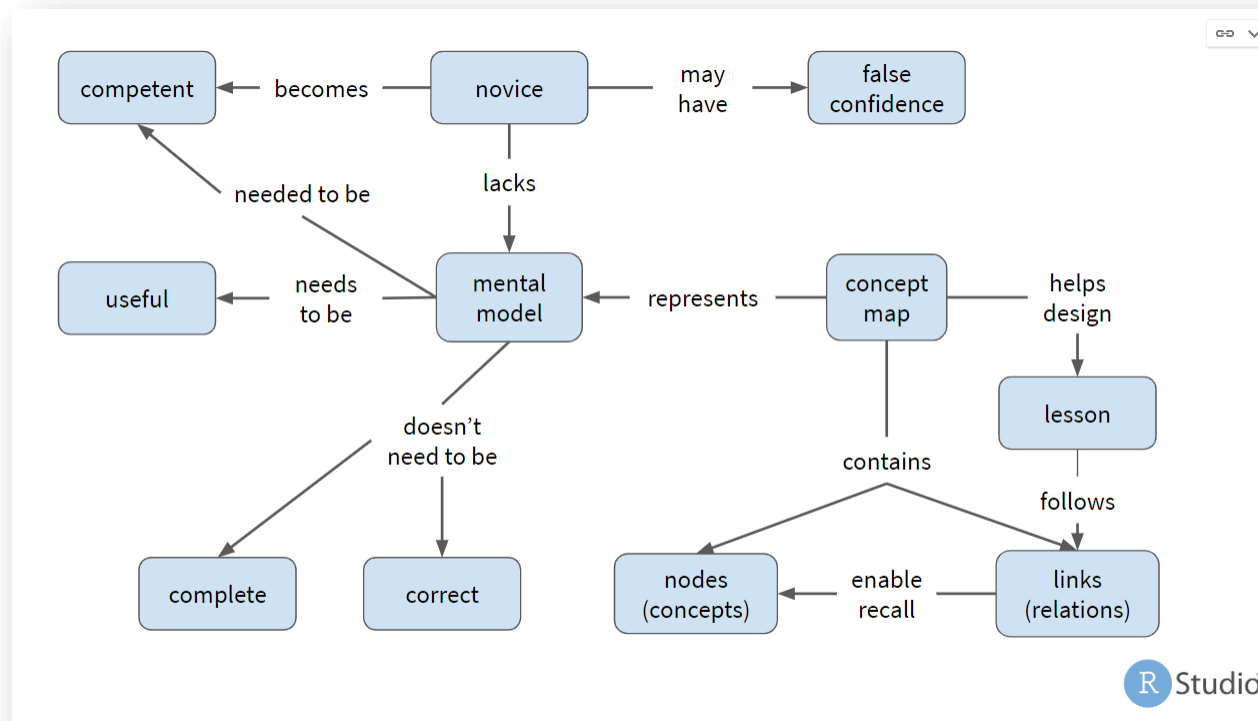 competent
becomes
novice
may
have
false
confidence
needed to be
lacks
useful
needs
to be
mental
model
represents
concept
map
helps
design
lesson
doesn’t
need to be
contains
follows
complete
correct
nodes
(concepts)
enable
recall
links
(relations)
R Studio